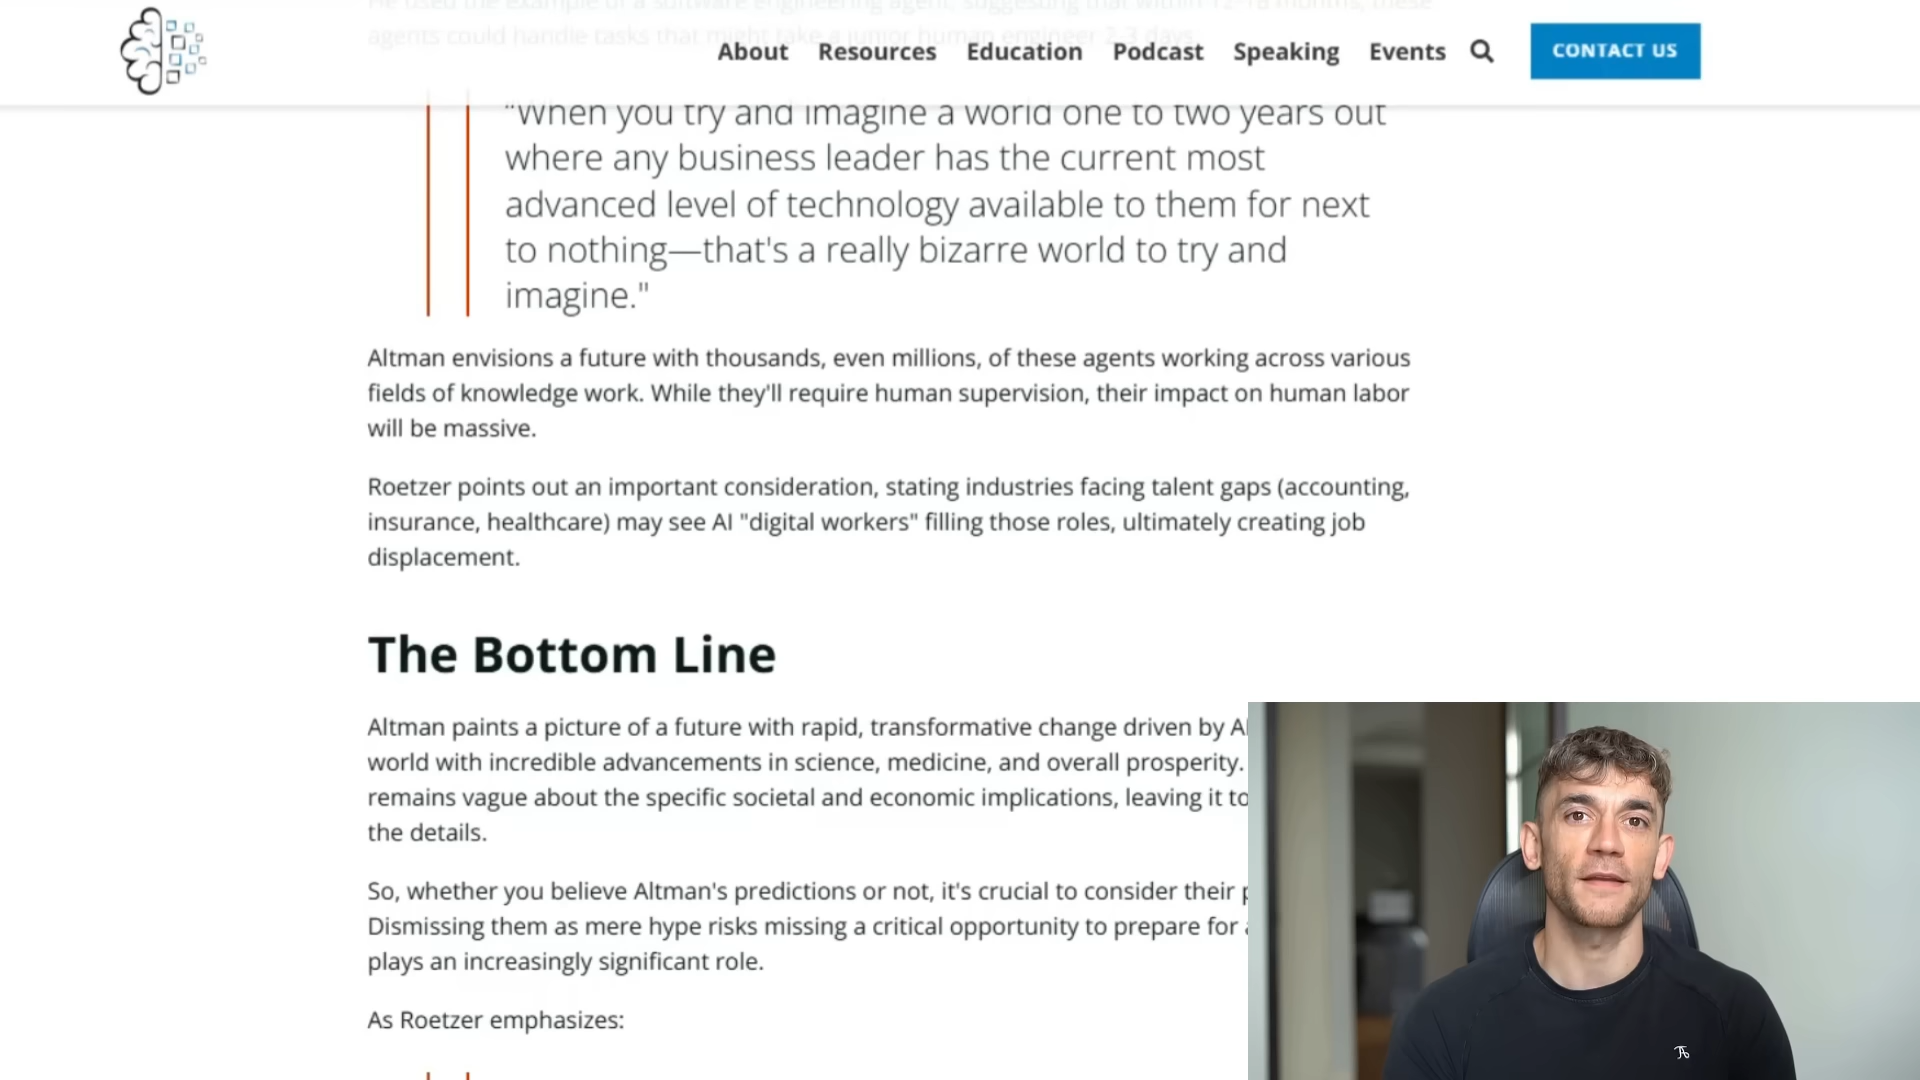 He used the example of a software engineering agent, suggesting that within 12-18 months, these
agents could handle tasks that might take a junior human engineer 2-3 days.
About Resources Education Podcast Speaking Events CONTACT US
"When you try and imagine a world one to two years out
where any business leader has the current most
advanced level of technology available to them for next
to nothing—that's a really bizarre world to try and
imagine."
Altman envisions a future with thousands, even millions, of these agents working across various
fields of knowledge work. While they'll require human supervision, their impact on human labor
will be massive.
Roetzer points out an important consideration, stating industries facing talent gaps (accounting,
insurance, healthcare) may see AI "digital workers" filling those roles, ultimately creating job
displacement.
The Bottom Line
Altman paints a picture of a future with rapid, transformative change driven by
world with incredible advancements in science, medicine, and overall prosperity.
remains vague about the specific societal and economic implications, leaving it to
the details.
So, whether you believe Altman's predictions or not, it's crucial to consider their
Dismissing them as mere hype risks missing a critical opportunity to prepare for
plays an increasingly significant role.
As Roetzer emphasizes: